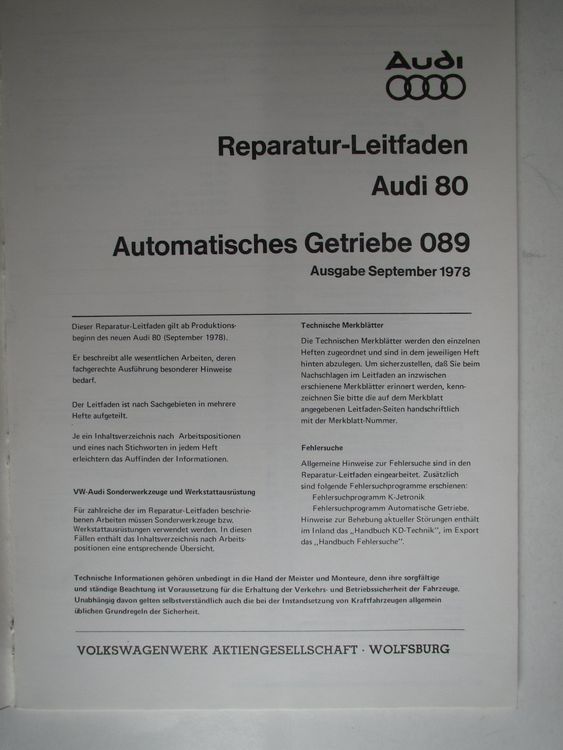 Audi
Reparatur-Leitfaden
Audi 80
Automatisches Getriebe 089
Ausgabe September 1978
Dieser Reparatur-Leitfaden gilt ab Produktions-
beginn des neuen Audi 80 (September 1978).
Er beschreibt alle wesentlichen Arbeiten, deren
fachgerechte Ausführung besonderer Hinweise
bedarf.
Der Leitfaden ist nach Sachgebieten in mehrere
Hefte aufgeteilt.
Je ein Inhaltsverzeichnis nach Arbeitspositionen
und eines nach Stichworten in jedem Heft
erleichtern das Auffinden der Informationen.
VW-Audi Sonderwerkzeuge und Werkstattausrüstung
Für zahlreiche der im Reparatur-Leitfaden beschrie-
benen Arbeiten müssen Sonderwerkzeuge bzw.
Werkstattausrüstungen verwendet werden. In diesen
Fällen enthält das Inhaltsverzeichnis nach Arbeits-
positionen eine entsprechende Übersicht.
Technische Merkblätter
Die Technischen Merkblätter werden den einzelnen
Heften zugeordnet und sind in dem jeweiligen Heft
hinten abzulegen. Um sicherzustellen, daß Sie beim
Nachschlagen im Leitfaden an inzwischen
erschienene Merkblätter erinnert werden, kenn-
zeichnen Sie bitte die auf dem Merkblatt
angegebenen Leitfaden-Seiten handschriftlich
mit der Merkblatt-Nummer.
Fehlersuche
Allgemeine Hinweise zur Fehlersuche sind in den
Reparatur-Leitfaden eingearbeitet. Zusätzlich
sind folgende Fehlersuchprogramme erschienen:
Fehlersuchprogramm K-Jetronik
Fehlersuchprogramm Automatische Getriebe.
Hinweise zur Behebung aktueller Störungen enthält
im Inland das „Handbuch KD-Technik", im Export
das „Handbuch Fehlersuche".
Technische Informationen gehören unbedingt in die Hand der Meister und Monteure, denn ihre sorgfältige
und ständige Beachtung ist Voraussetzung für die Erhaltung der Verkehrs- und Betriebssicherheit der Fahrzeuge.
Unabhängig davon gelten selbstverständlich auch die bei der Instandsetzung von Kraftfahrzeugen allgemein
üblichen Grundregeln der Sicherheit.
VOLKSWAGENWERK AKTIENGESELLSCHAFT · WOLFSBURG